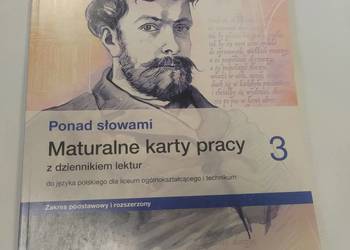 Ponad słowami
Maturalne karty pracy 3
z dziennikiem lektur
do języka polskiego dla liceum ogólnokształcącego i technikum
Zakres podstawowy i rozszerzony